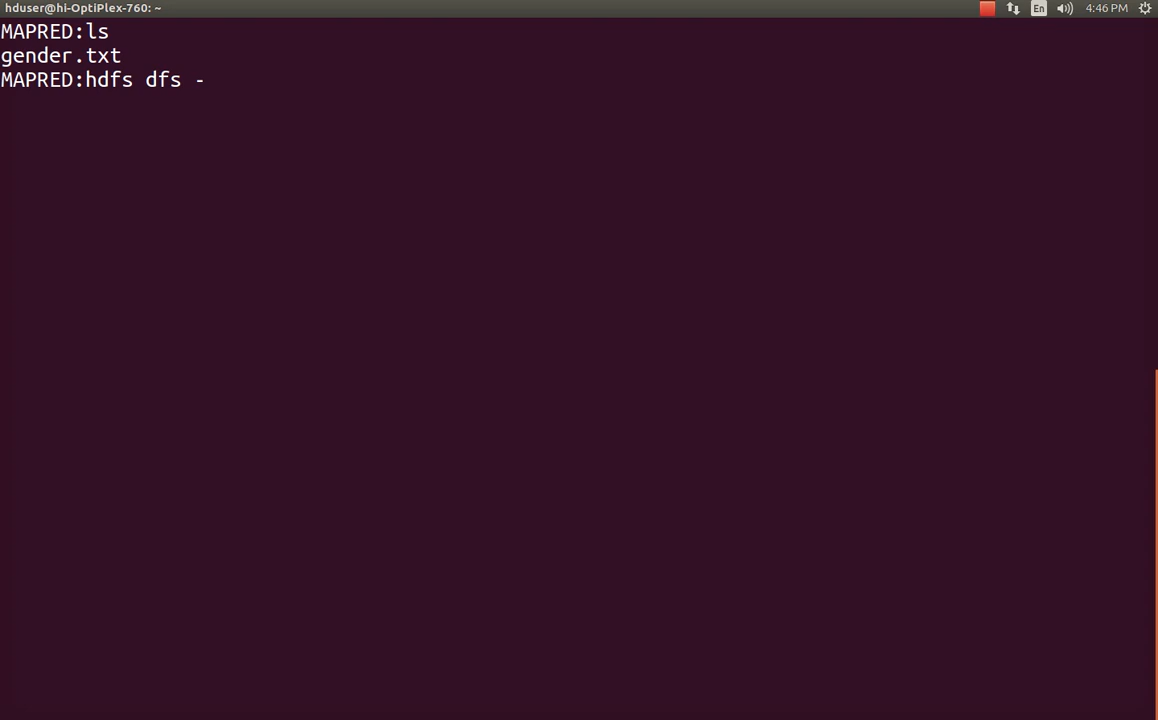 hduser@hi-OptiPlex-760: ~
En
4:46 PM
MAPRED:ls
gender.txt
MAPRED:hdfs dfs -